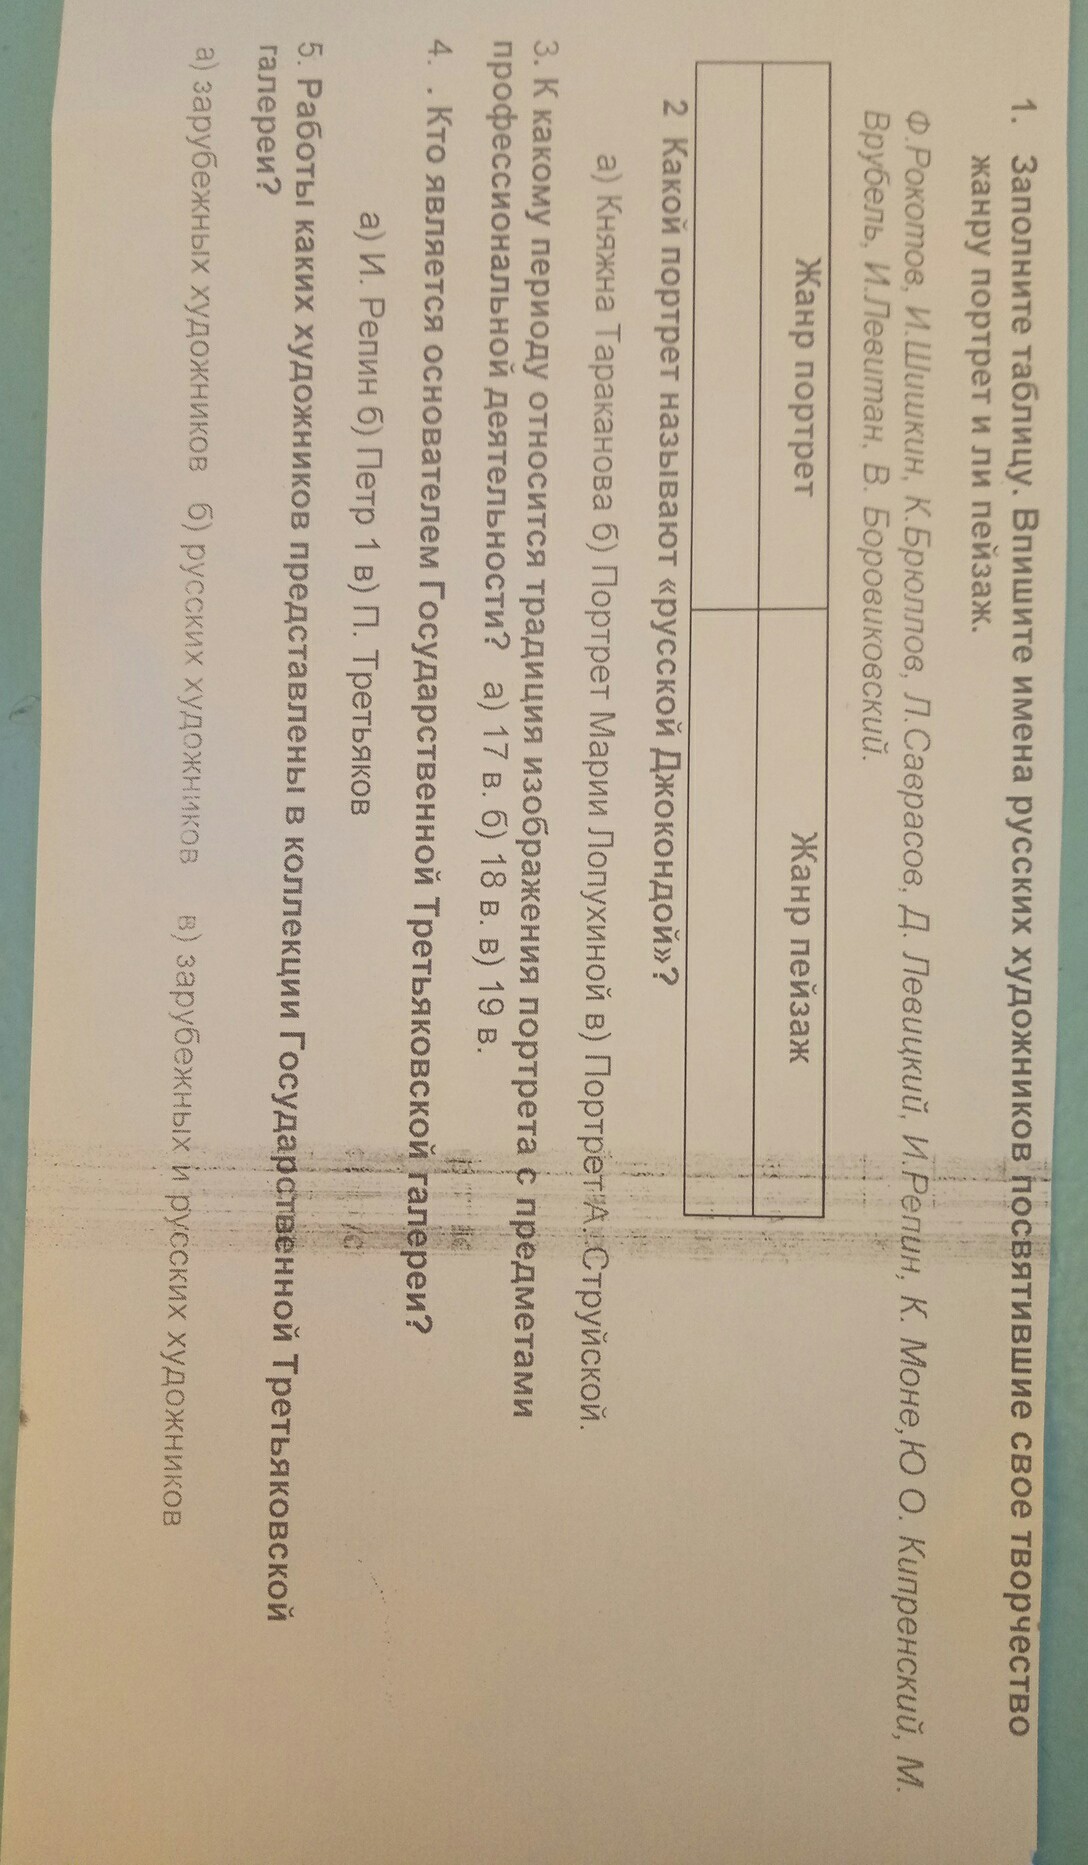 1. Заполните таблицу. Впишите имена русских художников посвятившие свое творчество
жанру портрет и ли пейзаж.
Ф.Рокотов, И.Шишкин, К.Брюллов, Л.Саврасов, Д. Левицкий, И.Репин, К. Моне,Ю О. Кипренский, М.
Врубель, И.Левитан, В. Боровиковский.
Жанр портрет Жанр пейзаж
2 Какой портрет называют «русской Джокондой»?
а) Княжна Тараканова б) Портрет Марии Лопухиной в) Портрет А. Струйской.
3. К какому периоду относится традиция изображения портрета с предметами
профессиональной деятельности? а) 17 в. б) 18 в. в) 19 в.
4. . Кто является основателем Государственной Третьяковской галереи?
а) И. Репин б) Петр 1 в) П. Третьяков
5. Работы каких художников представлены в коллекции Государственной Третьяковской
галереи?
а) зарубежных художников б) русских художников в) зарубежных и русских художников